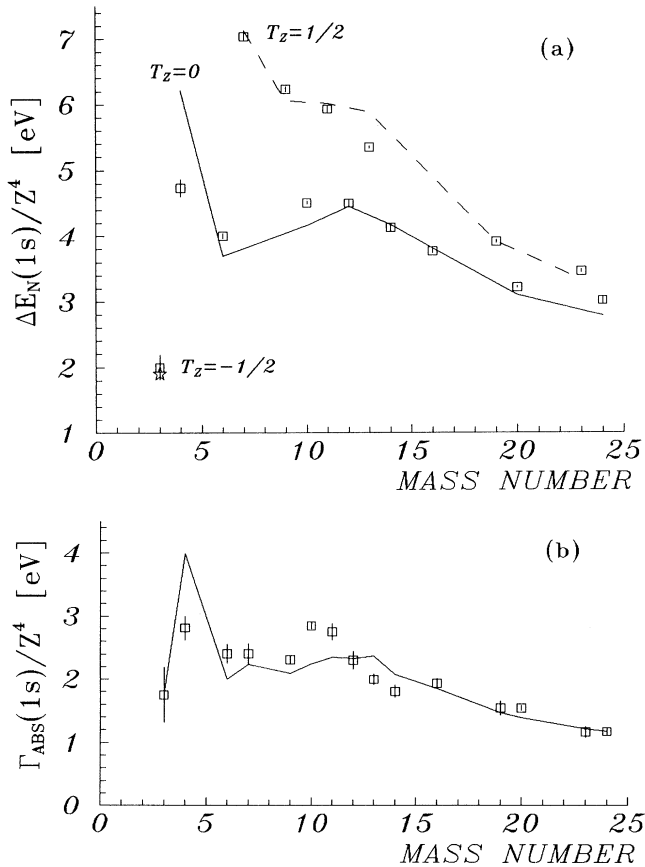 7
T_Z=1/2
(a)
T_Z=0
6
5
4
3
2
T_Z=-1/2
1
ΔE_N(1s)/Z^4 [eV]
0 5 10 15 20 25
MASS NUMBER
(b)
4
3
2
1
0
Γ_ABS(1s)/Z^4 [eV]
0 5 10 15 20 25
MASS NUMBER